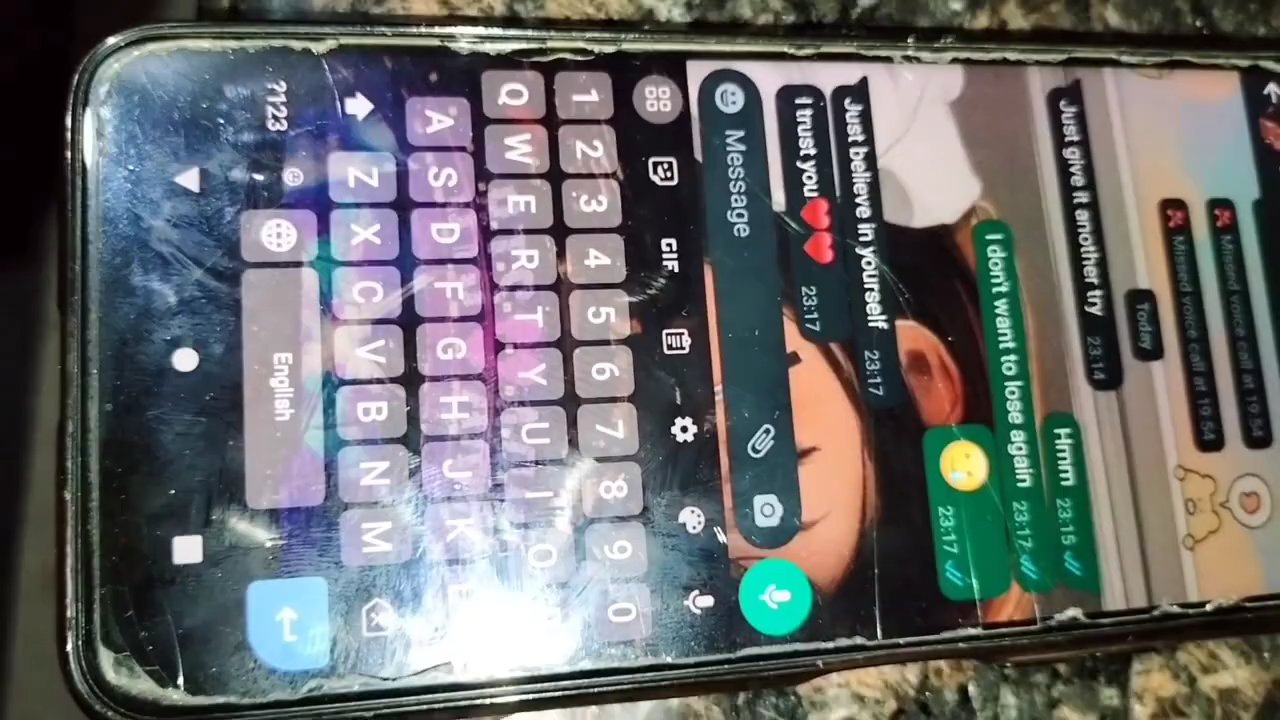 Missed voice call at 19:54
Missed voice call at 19:54
Today
Just give it another try 23:14
Hmm 23:15
I don't want to lose again 23:17
😥 23:17
Just believe in yourself 23:17
I trust you❤️❤️ 23:17
Message
GIF
1 2 3 4 5 6 7 8 9 0
Q W E R T Y U I O
A S D F G H J K
Z X C V B N M
?123 English